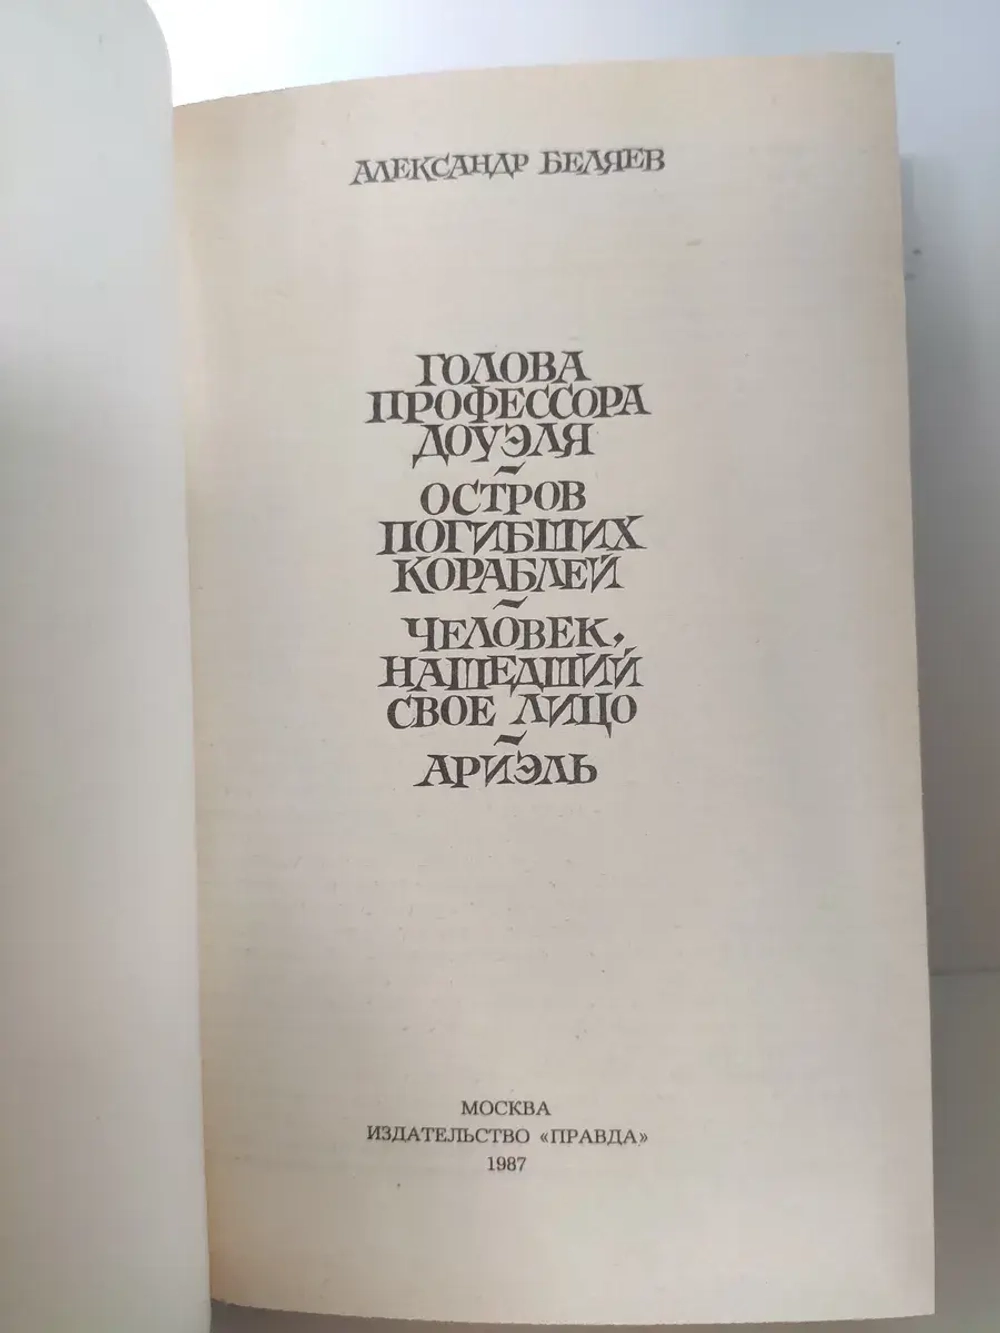 АЛЕКСАНДР БЕЛЯЕВ
ГОЛОВА
ПРОФЕССОРА
ДОУЭЛЯ
~
ОСТРОВ
ПОГИБШИХ
КОРАБЛЕЙ
~
ЧЕЛОВЕК,
НАШЕДШИЙ
СВОЕ ЛИЦО
~
АРИЭЛЬ
МОСКВА
ИЗДАТЕЛЬСТВО «ПРАВДА»
1987